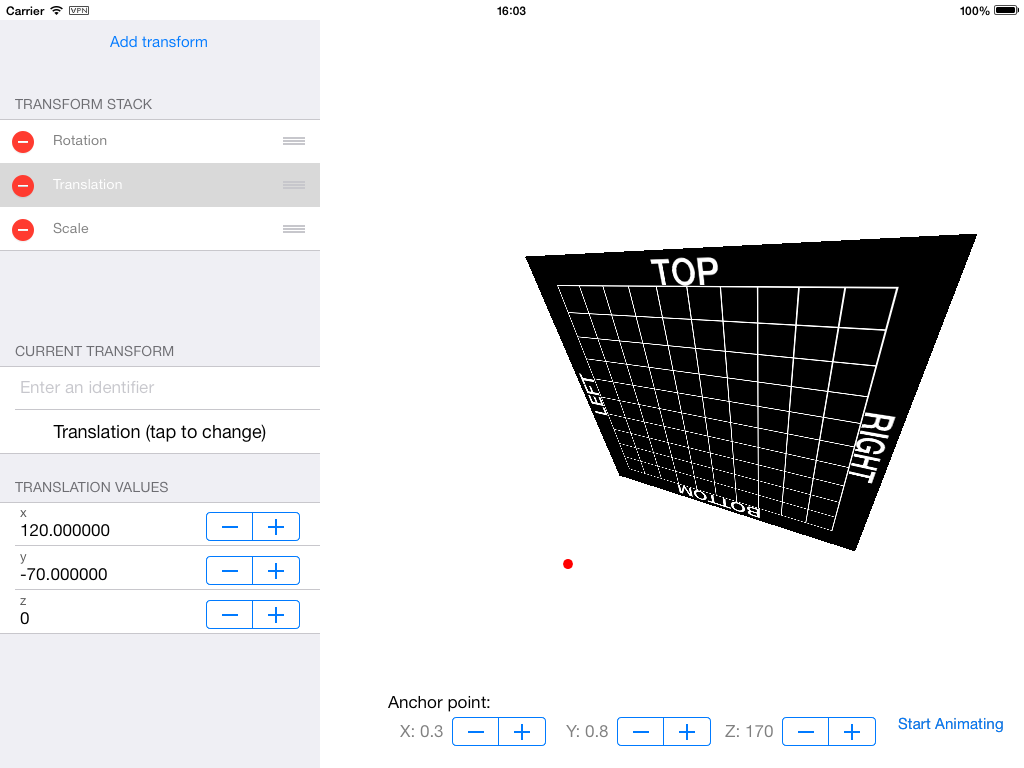 Carrier VPN 16:03 100%
Add transform
TRANSFORM STACK
Rotation
Translation
Scale
CURRENT TRANSFORM
Enter an identifier
Translation (tap to change)
TRANSLATION VALUES
x
120.000000
y
-70.000000
z
0
TOP
LEFT
RIGHT
BOTTOM
Anchor point:
X: 0.3 Y: 0.8 Z: 170 Start Animating